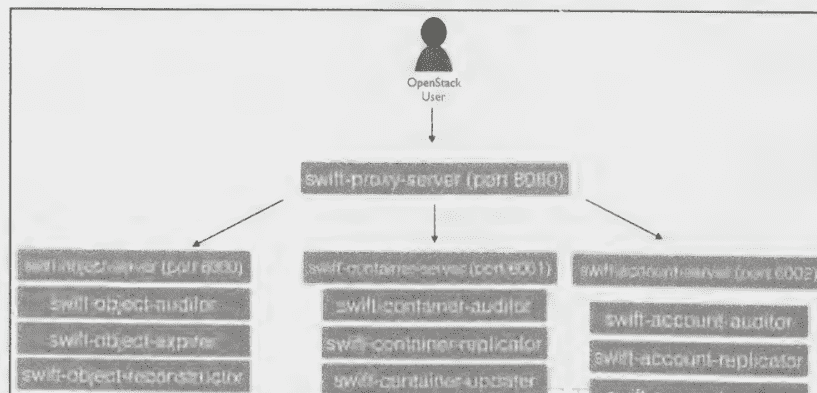 OpenStack
User
swift-proxy-server (port 8080)
swift-object-server (port 6000)
swift-container-server (port 6001)
swift-account-server (port 6002)
swift-object-auditor
swift-object-expirer
swift-object-reconstructor
swift-container-auditor
swift-container-replicator
swift-container-updater
swift-account-auditor
swift-account-replicator